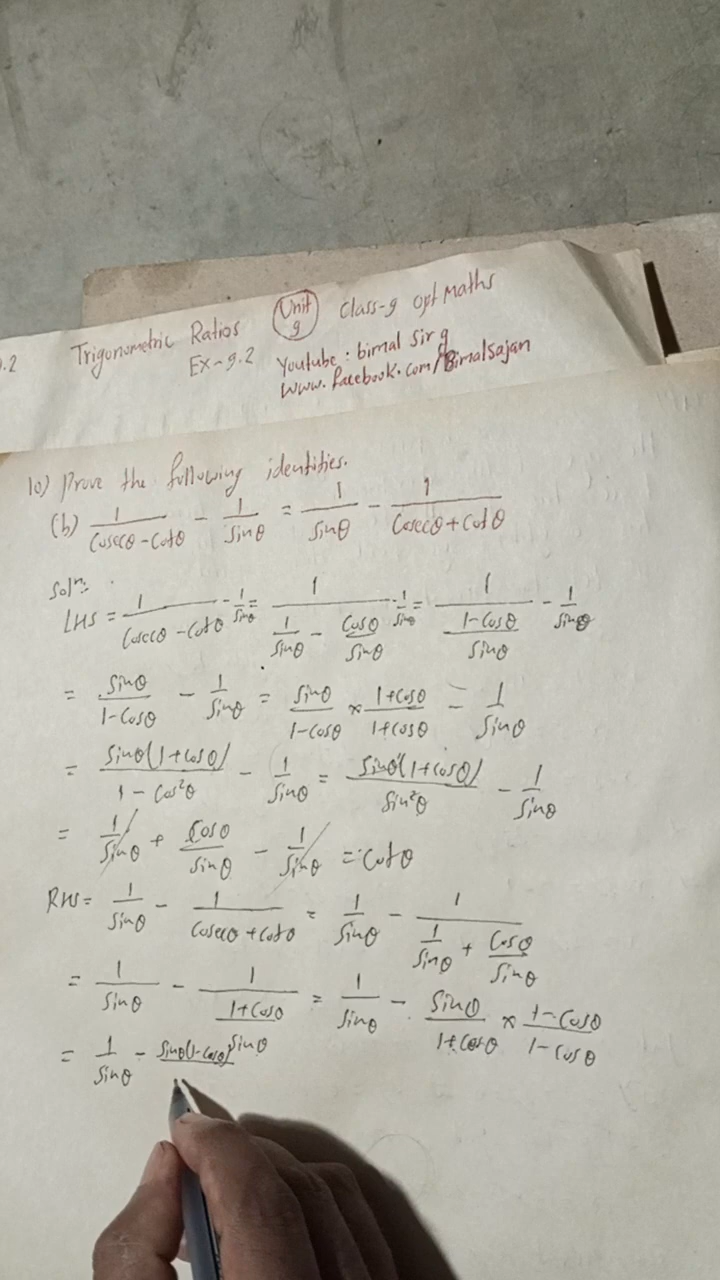 .2 Trigonometric Ratios Unit 9 Class-9 opt Maths
Ex-9.2 Youtube : bimal sir g
www.facebook.com/Bimalsajan
10) Prove the following identities.
(b) 1/(Cosecθ - Cotθ) - 1/Sinθ = 1/Sinθ - 1/(Cosecθ + Cotθ)
Solⁿ:
LHS = 1/(Cosecθ - Cotθ) - 1/Sinθ = 1/(1/Sinθ - Cosθ/Sinθ) - 1/Sinθ = 1/((1-Cosθ)/Sinθ) - 1/Sinθ
= Sinθ/(1-Cosθ) - 1/Sinθ = Sinθ/(1-Cosθ) × (1+Cosθ)/(1+Cosθ) - 1/Sinθ
= Sinθ(1+Cosθ)/(1 - Cos²θ) - 1/Sinθ = Sinθ(1+Cosθ)/Sin²θ - 1/Sinθ
= 1/Sinθ + Cosθ/Sinθ - 1/Sinθ = Cotθ
RHS = 1/Sinθ - 1/(Cosecθ + Cotθ) = 1/Sinθ - 1/(1/Sinθ + Cosθ/Sinθ)
= 1/Sinθ - 1/((1+Cosθ)/Sinθ) = 1/Sinθ - Sinθ/(1+Cosθ) × (1-Cosθ)/(1-Cosθ)
= 1/Sinθ - Sinθ(1-Cosθ)